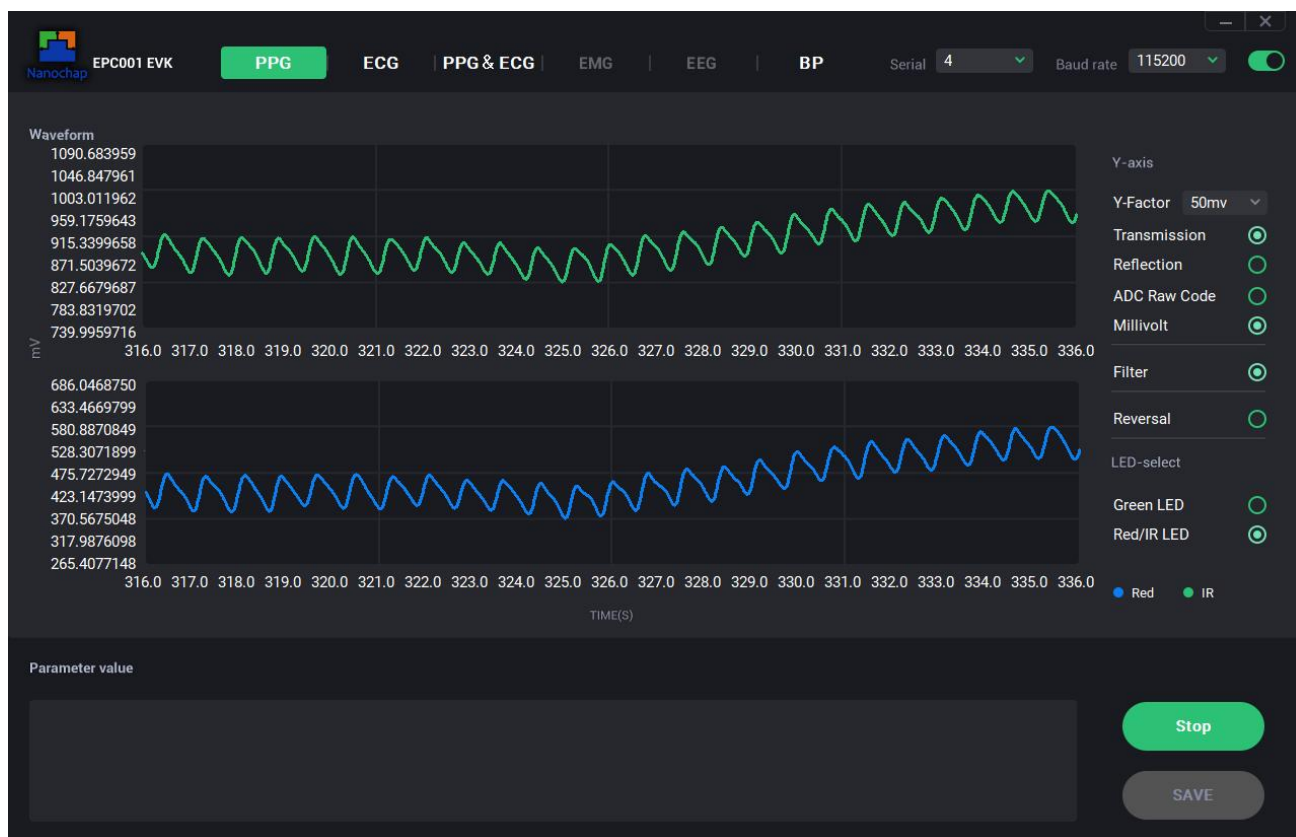 Nanochap EPC001 EVK PPG ECG PPG & ECG EMG EEG BP Serial 4 Baud rate 115200
Waveform
1090.683959
1046.847961
1003.011962
959.1759643
915.3399658
871.5039672
827.6679687
783.8319702
739.9959716
mV
316.0 317.0 318.0 319.0 320.0 321.0 322.0 323.0 324.0 325.0 326.0 327.0 328.0 329.0 330.0 331.0 332.0 333.0 334.0 335.0 336.0
686.0468750
633.4669799
580.8870849
528.3071899
475.7272949
423.1473999
370.5675048
317.9876098
265.4077148
316.0 317.0 318.0 319.0 320.0 321.0 322.0 323.0 324.0 325.0 326.0 327.0 328.0 329.0 330.0 331.0 332.0 333.0 334.0 335.0 336.0
TIME(S)
Y-axis
Y-Factor 50mv
Transmission
Reflection
ADC Raw Code
Millivolt
Filter
Reversal
LED-select
Green LED
Red/IR LED
Red IR
Parameter value
Stop
SAVE